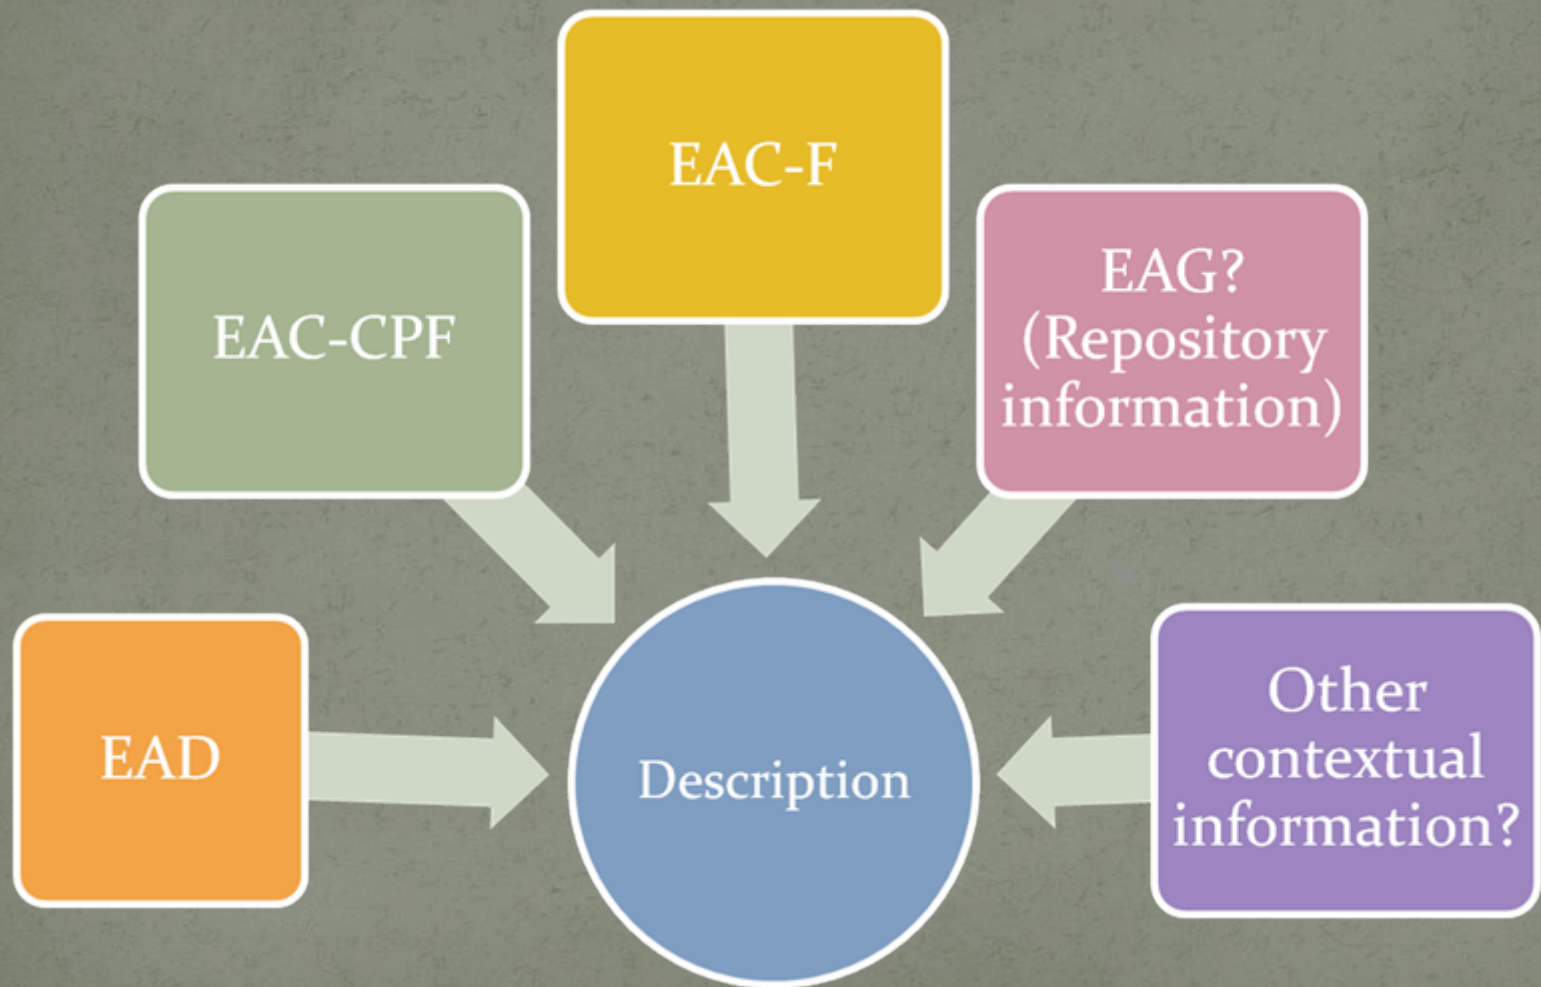 EAC-F
EAC-CPF
EAG?
(Repository
information)
EAD
Description
Other
contextual
information?